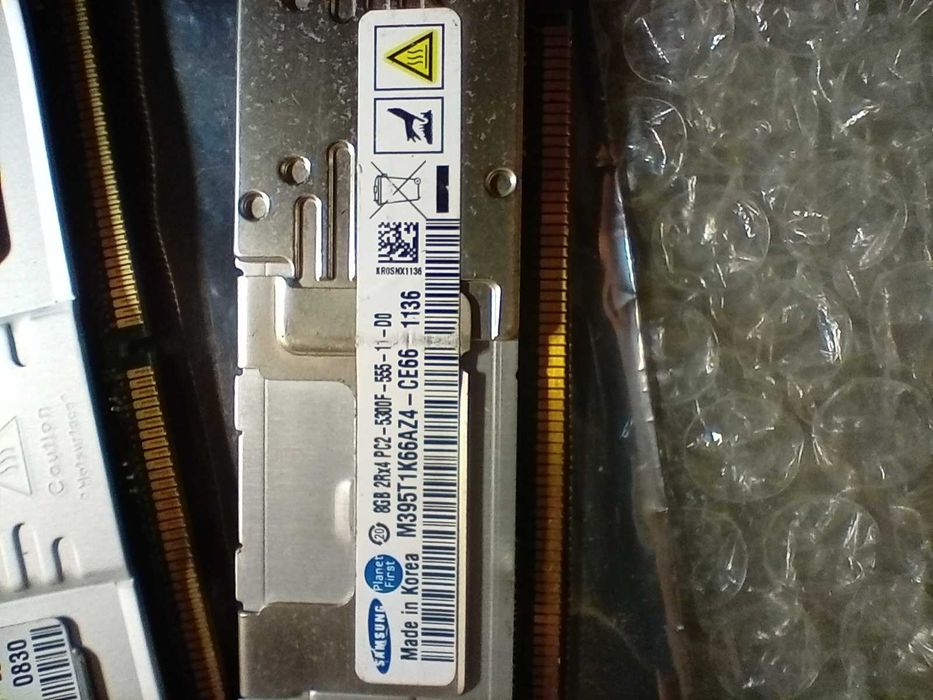 SAMSUNG Planet First 20 8GB 2Rx4 PC2-5300F-555-11-D0
Made in Korea M395T1K66AZ4-CE66 1136
XR0SNX1136
Caution
0830